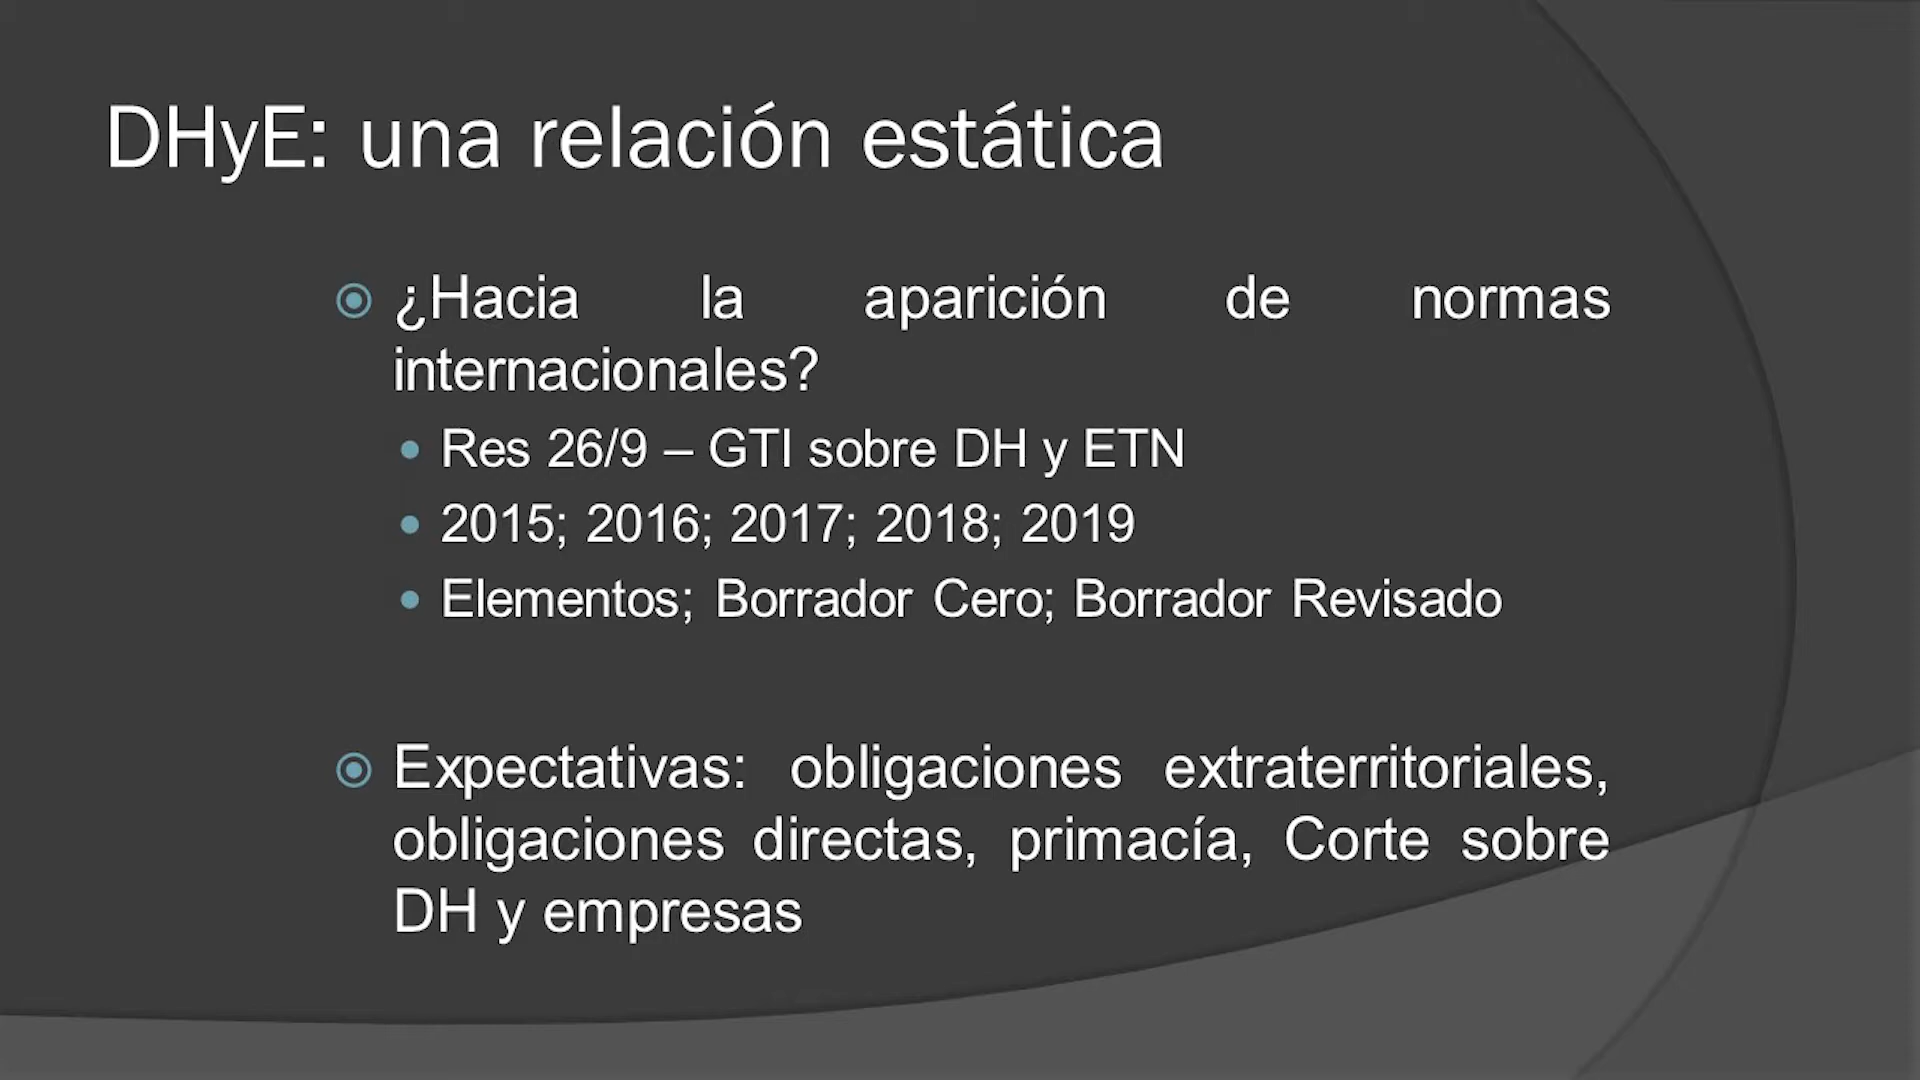 DHyE: una relación estática
¿Hacia la aparición de normas
internacionales?
Res 26/9 – GTI sobre DH y ETN
2015; 2016; 2017; 2018; 2019
Elementos; Borrador Cero; Borrador Revisado
Expectativas: obligaciones extraterritoriales,
obligaciones directas, primacía, Corte sobre
DH y empresas